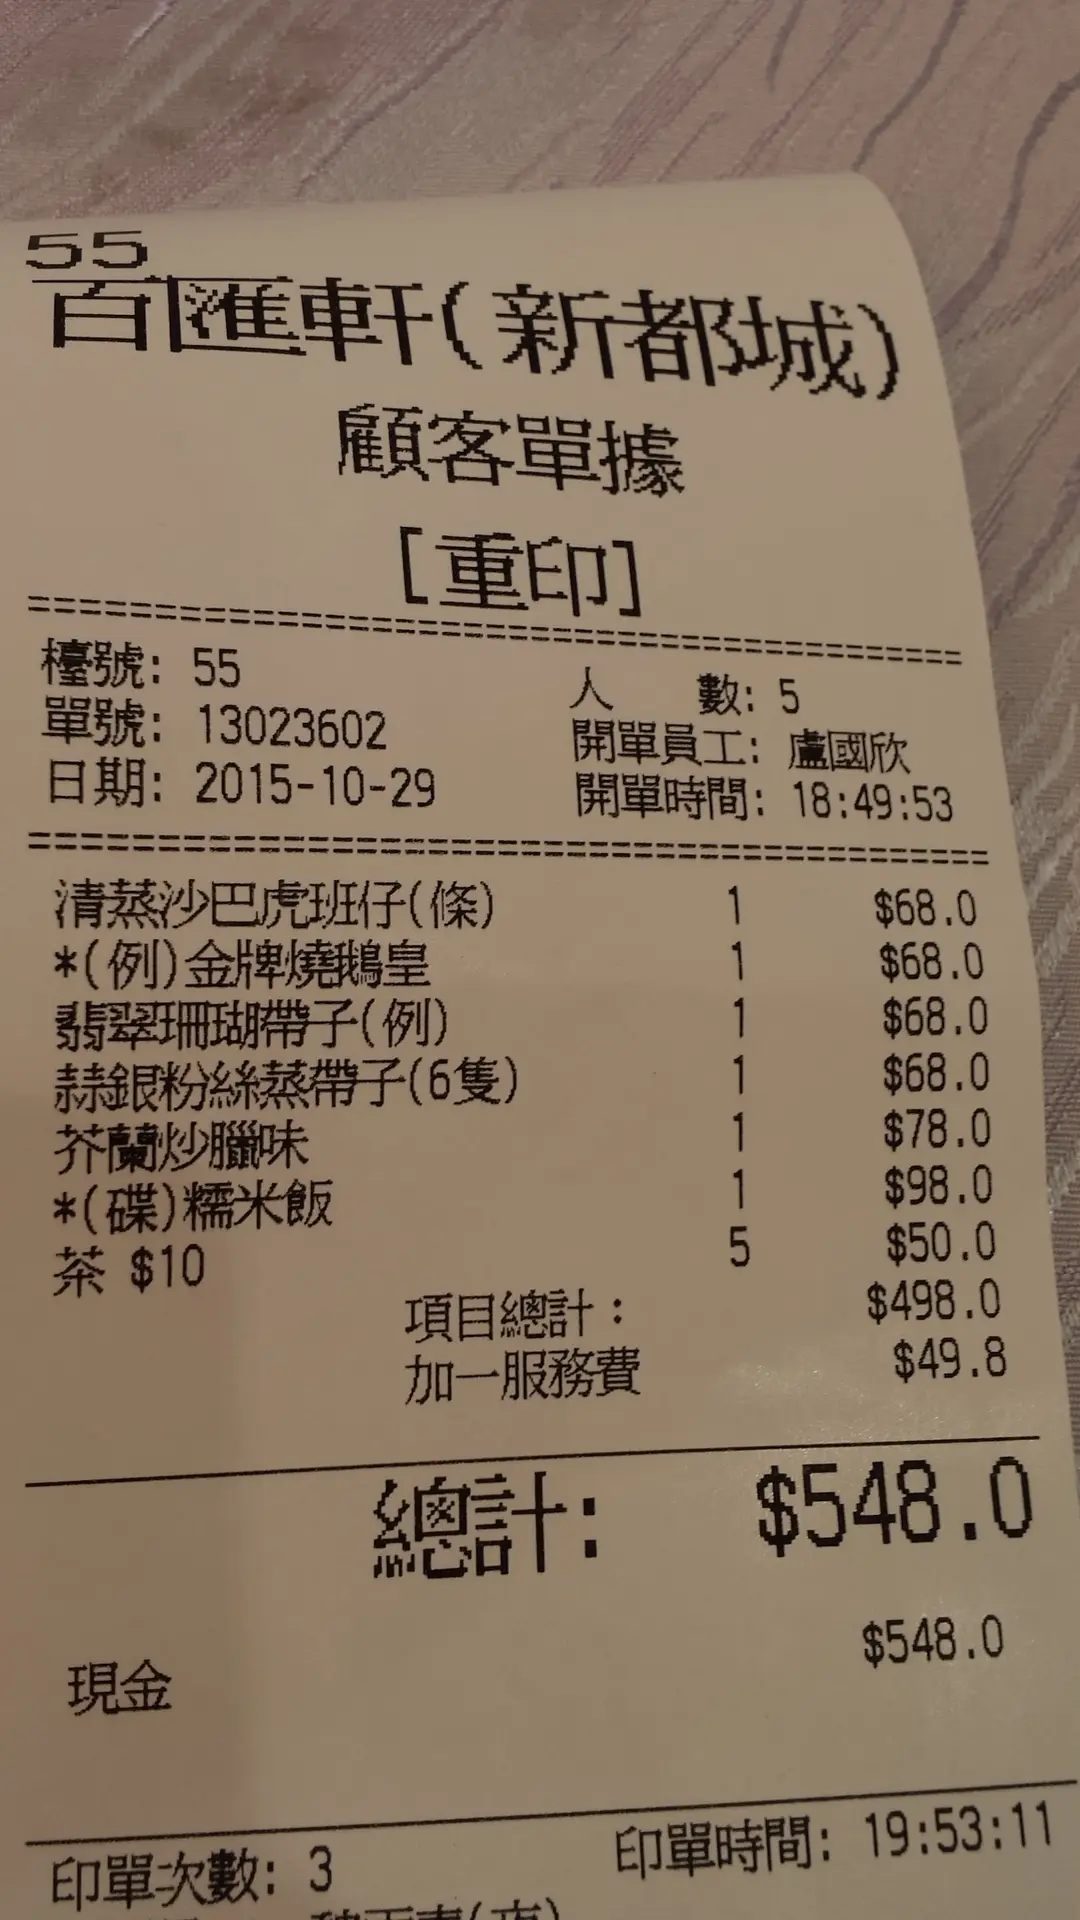 55
百匯軒(新都城)
顧客單據
[重印]
======================================
檯號: 55 人 數: 5
單號: 13023602 開單員工: 盧國欣
日期: 2015-10-29 開單時間: 18:49:53
======================================
清蒸沙巴虎班仔(條) 1 $68.0
*(例)金牌燒鵝皇 1 $68.0
翡翠珊瑚帶子(例) 1 $68.0
蒜銀粉絲蒸帶子(6隻) 1 $68.0
芥蘭炒臘味 1 $78.0
*(碟)糯米飯 1 $98.0
茶 $10 5 $50.0
項目總計: $498.0
加一服務費 $49.8
總計: $548.0
現金 $548.0
印單次數: 3 印單時間: 19:53:11